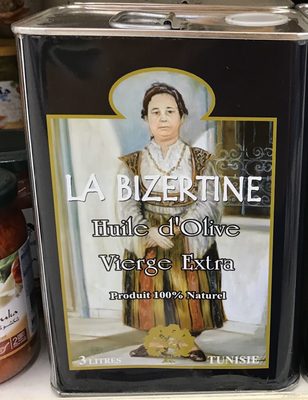 LA BIZERTINE
Huile d'Olive
Vierge Extra
Produit 100% Naturel
3 LITRES
TUNISIE